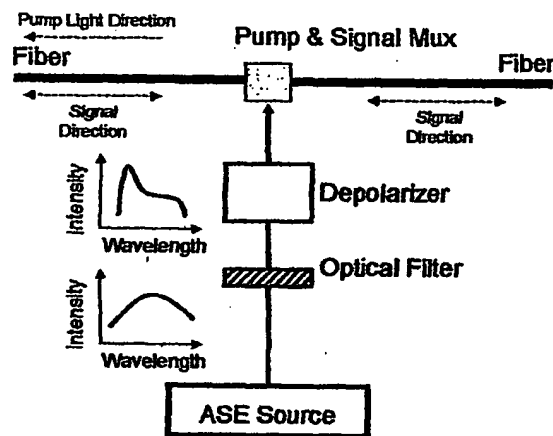 Pump Light Direction
Pump & Signal Mux
Fiber
Fiber
Signal
Direction
Signal
Direction
Intensity
Wavelength
Depolarizer
Optical Filter
Intensity
Wavelength
ASE Source